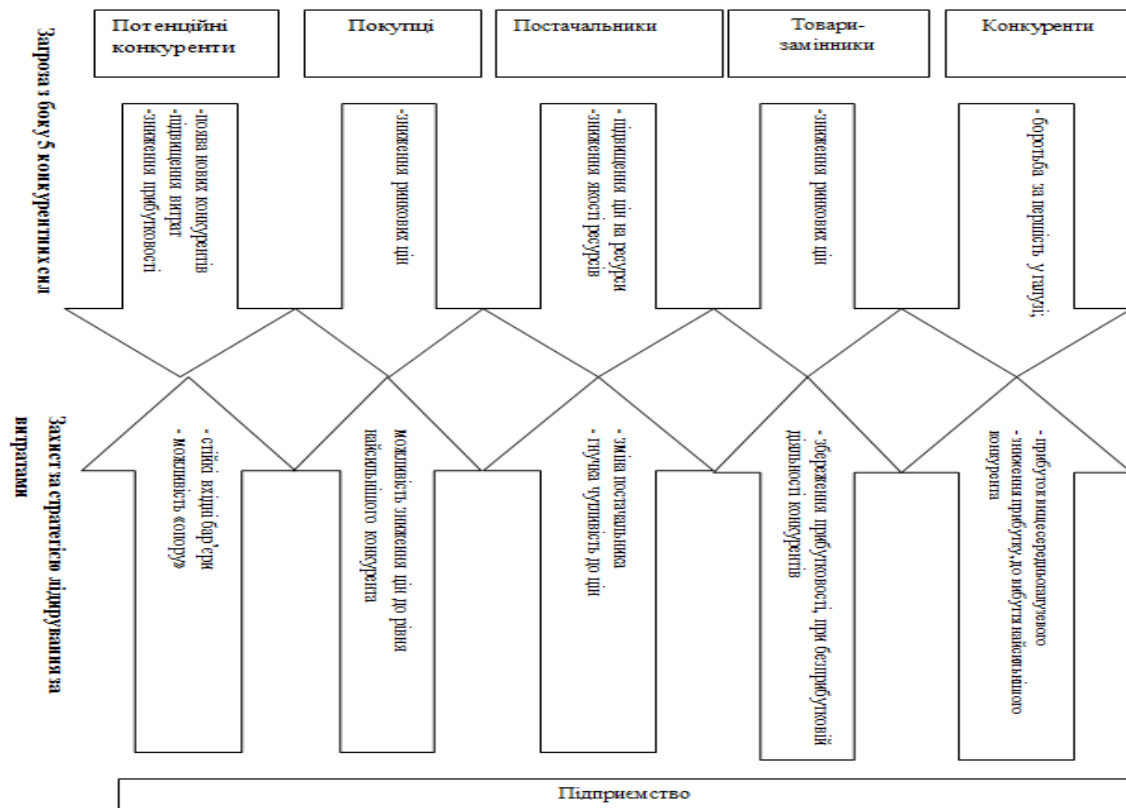 Потенційні
конкуренти
Покупці
Постачальники
Товари-
замінники
Конкуренти
Загроза з боку 5 конкурентних сил
-поява нових конкурентів
-підвищення витрат
-зниження прибутковості
-зниження ринкових цін
- підвищення цін на ресурси
-зниження якості ресурсів
-зниження ринкових цін
- боротьба за першість у галузі;
Захист та стратегією лідирування за
витратами
- стійкі вхідні бар'єри
- можливість «опору»
можливість зниження цін до рівня
найсильнішого конкурента
- зміна постачальника
- гнучка чутливість до цін
- збереження прибутковості, при безприбутковій
діяльності конкурентів
- прибуток вище середньогалузевого
- зниження прибутку, до вибуття найсильнішого
конкурента
Підприємство